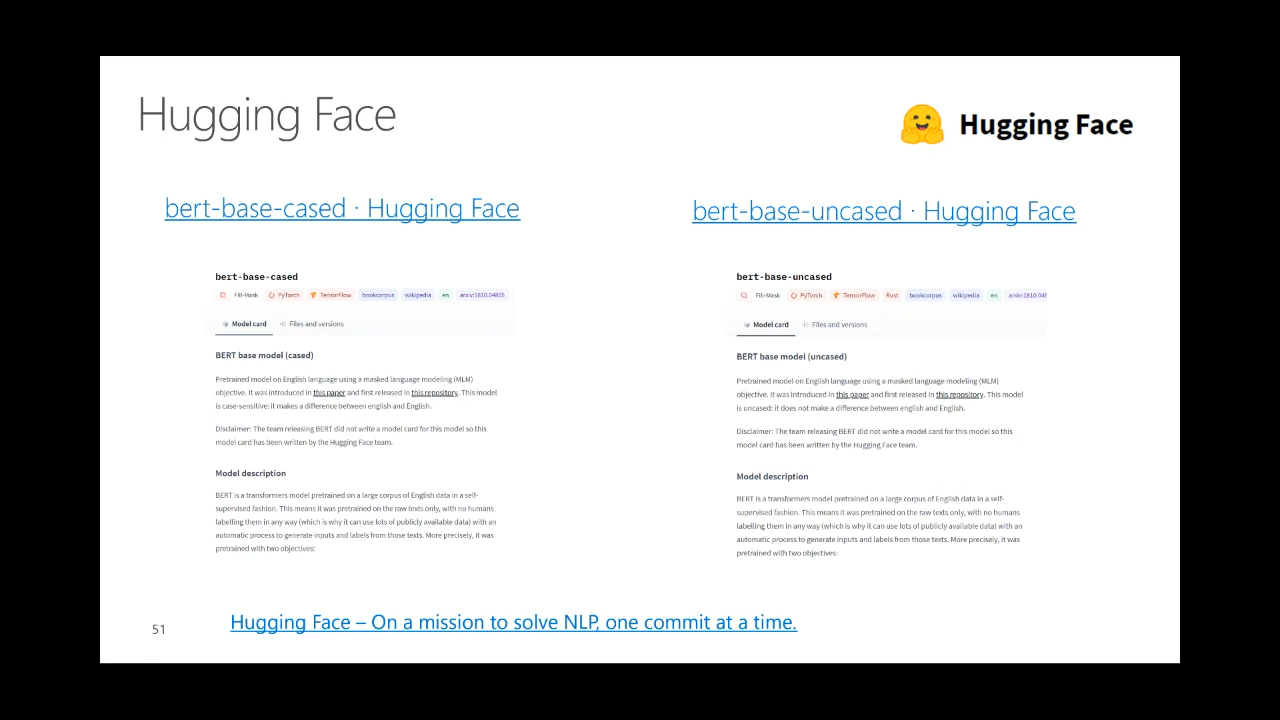 Hugging Face
Hugging Face
bert-base-cased · Hugging Face
bert-base-cased
Fill-Mask PyTorch TensorFlow bookcorpus wikipedia en arxiv:1810.04805
Model card Files and versions
BERT base model (cased)
Pretrained model on English language using a masked language modeling (MLM)
objective. It was introduced in this paper and first released in this repository. This model
is case-sensitive: it makes a difference between english and English.
Disclaimer: The team releasing BERT did not write a model card for this model so this
model card has been written by the Hugging Face team.
Model description
BERT is a transformers model pretrained on a large corpus of English data in a self-
supervised fashion. This means it was pretrained on the raw texts only, with no humans
labelling them in any way (which is why it can use lots of publicly available data) with an
automatic process to generate inputs and labels from those texts. More precisely, it was
pretrained with two objectives:
bert-base-uncased · Hugging Face
bert-base-uncased
Fill-Mask PyTorch TensorFlow Rust bookcorpus wikipedia en arxiv:1810.048
Model card Files and versions
BERT base model (uncased)
Pretrained model on English language using a masked language modeling (MLM)
objective. It was introduced in this paper and first released in this repository. This model
is uncased: it does not make a difference between english and English.
Disclaimer: The team releasing BERT did not write a model card for this model so this
model card has been written by the Hugging Face team.
Model description
BERT is a transformers model pretrained on a large corpus of English data in a self-
supervised fashion. This means it was pretrained on the raw texts only, with no humans
labelling them in any way (which is why it can use lots of publicly available data) with an
automatic process to generate inputs and labels from those texts. More precisely, it was
pretrained with two objectives:
51
Hugging Face – On a mission to solve NLP, one commit at a time.